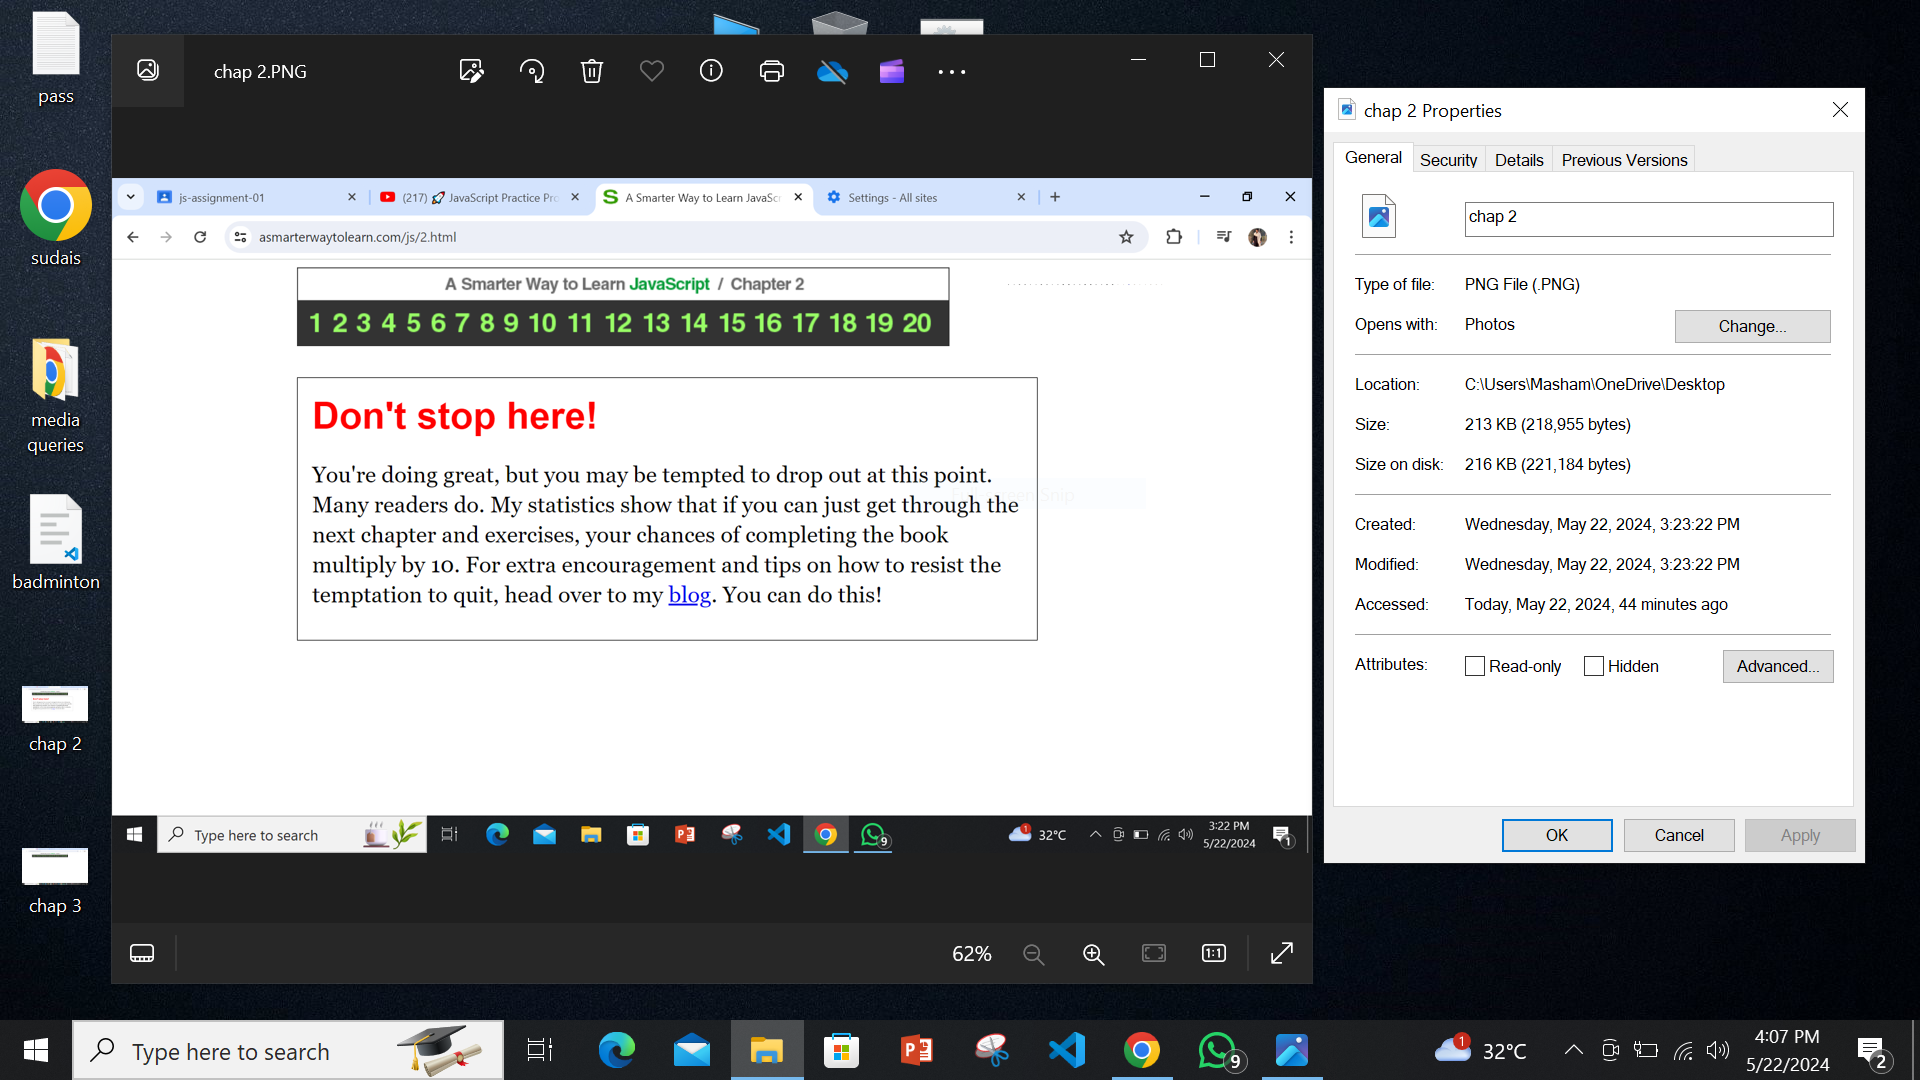 pass
sudais
media
queries
badminton
chap 2
chap 3
chap 2.PNG
js-assignment-01
(217) 🚀 JavaScript Practice Pr
A Smarter Way to Learn JavaSc
Settings - All sites
asmarterwaytolearn.com/js/2.html
A Smarter Way to Learn JavaScript / Chapter 2
1 2 3 4 5 6 7 8 9 10 11 12 13 14 15 16 17 18 19 20
Don't stop here!
You're doing great, but you may be tempted to drop out at this point.
Many readers do. My statistics show that if you can just get through the
next chapter and exercises, your chances of completing the book
multiply by 10. For extra encouragement and tips on how to resist the
temptation to quit, head over to my blog. You can do this!
Snip
Type here to search
9
1
32°C
3:22 PM
5/22/2024
1
62%
1:1
chap 2 Properties
General
Security
Details
Previous Versions
chap 2
Type of file: PNG File (.PNG)
Opens with: Photos
Change...
Location: C:\Users\Masham\OneDrive\Desktop
Size: 213 KB (218,955 bytes)
Size on disk: 216 KB (221,184 bytes)
Created: Wednesday, May 22, 2024, 3:23:22 PM
Modified: Wednesday, May 22, 2024, 3:23:22 PM
Accessed: Today, May 22, 2024, 44 minutes ago
Attributes: Read-only Hidden Advanced...
OK Cancel Apply
Type here to search
9
1
32°C
4:07 PM
5/22/2024
2